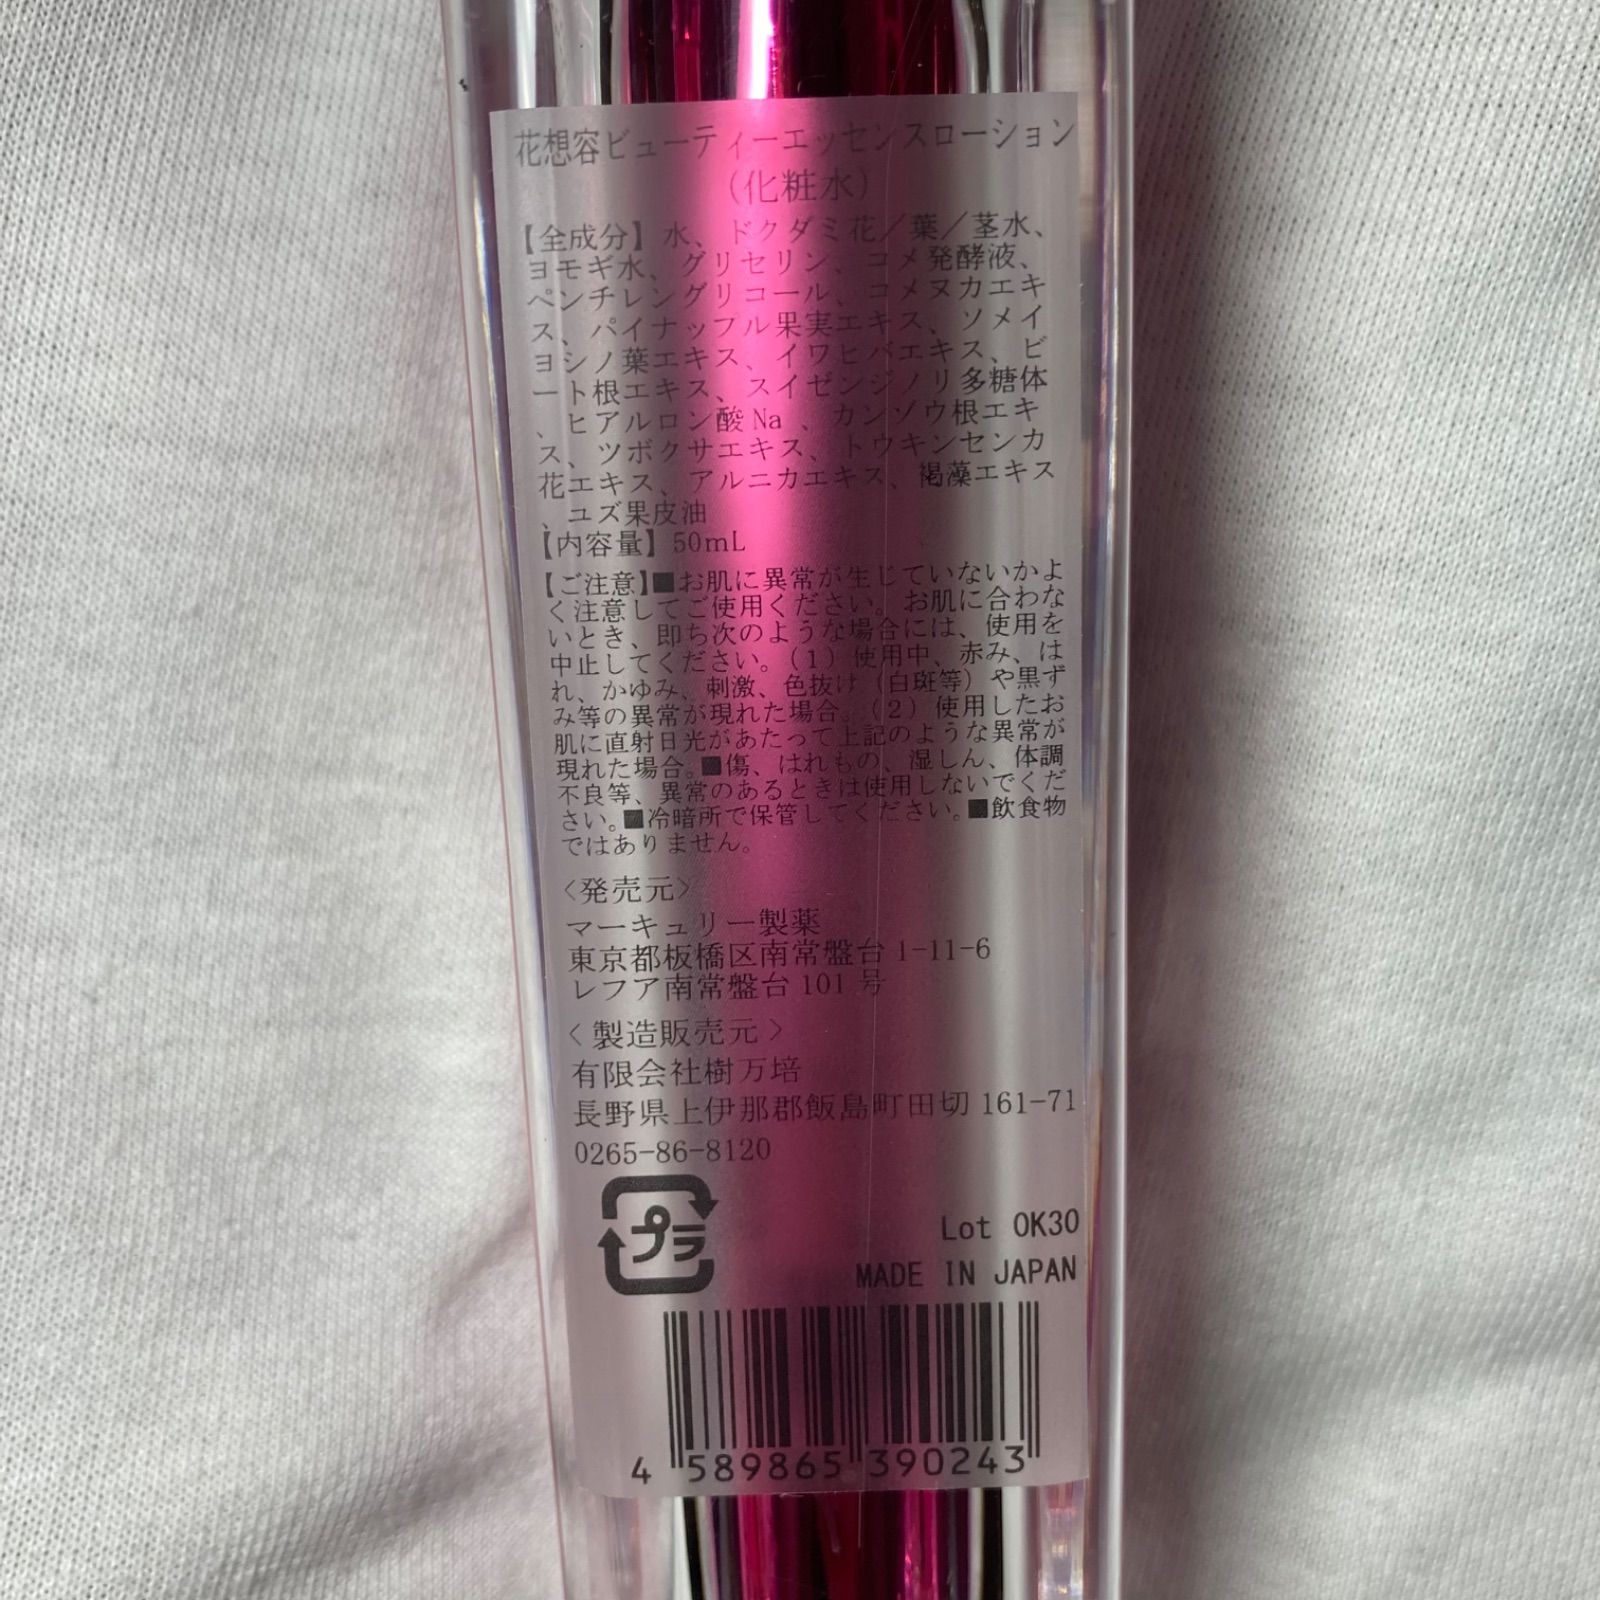 花想容ビューティーエッセンスローション
(化粧水)
【全成分】水、ドクダミ花／葉／茎水、
ヨモギ水、グリセリン、コメ発酵液、
ペンチレングリコール、コメヌカエキ
ス、パイナップル果実エキス、ソメイ
ヨシノ葉エキス、イワヒバエキス、ビ
ート根エキス、スイゼンジノリ多糖体
、ヒアルロン酸Na 、カンゾウ根エキ
ス、ツボクサエキス、トウキンセンカ
花エキス、アルニカエキス、褐藻エキス
、ユズ果皮油
【内容量】50mL
【ご注意】■お肌に異常が生じていないかよ
く注意してご使用ください。お肌に合わな
いとき、即ち次のような場合には、使用を
中止してください。(1) 使用中、赤み、は
れ、かゆみ、刺激、色抜け（白斑等）や黒ず
み等の異常が現れた場合。(2) 使用したお
肌に直射日光があたって上記のような異常が
現れた場合。■傷、はれもの、湿しん、体調
不良等、異常のあるときは使用しないでくだ
さい。■冷暗所で保管してください。■飲食物
ではありません。
〈発売元〉
マーキュリー製薬
東京都板橋区南常盤台 1-11-6
レフア南常盤台 101 号
〈 製造販売元 〉
有限会社樹万培
長野県上伊那郡飯島町田切 161-71
0265-86-8120
プラ
Lot 0K30
MADE IN JAPAN
4 589865 390243